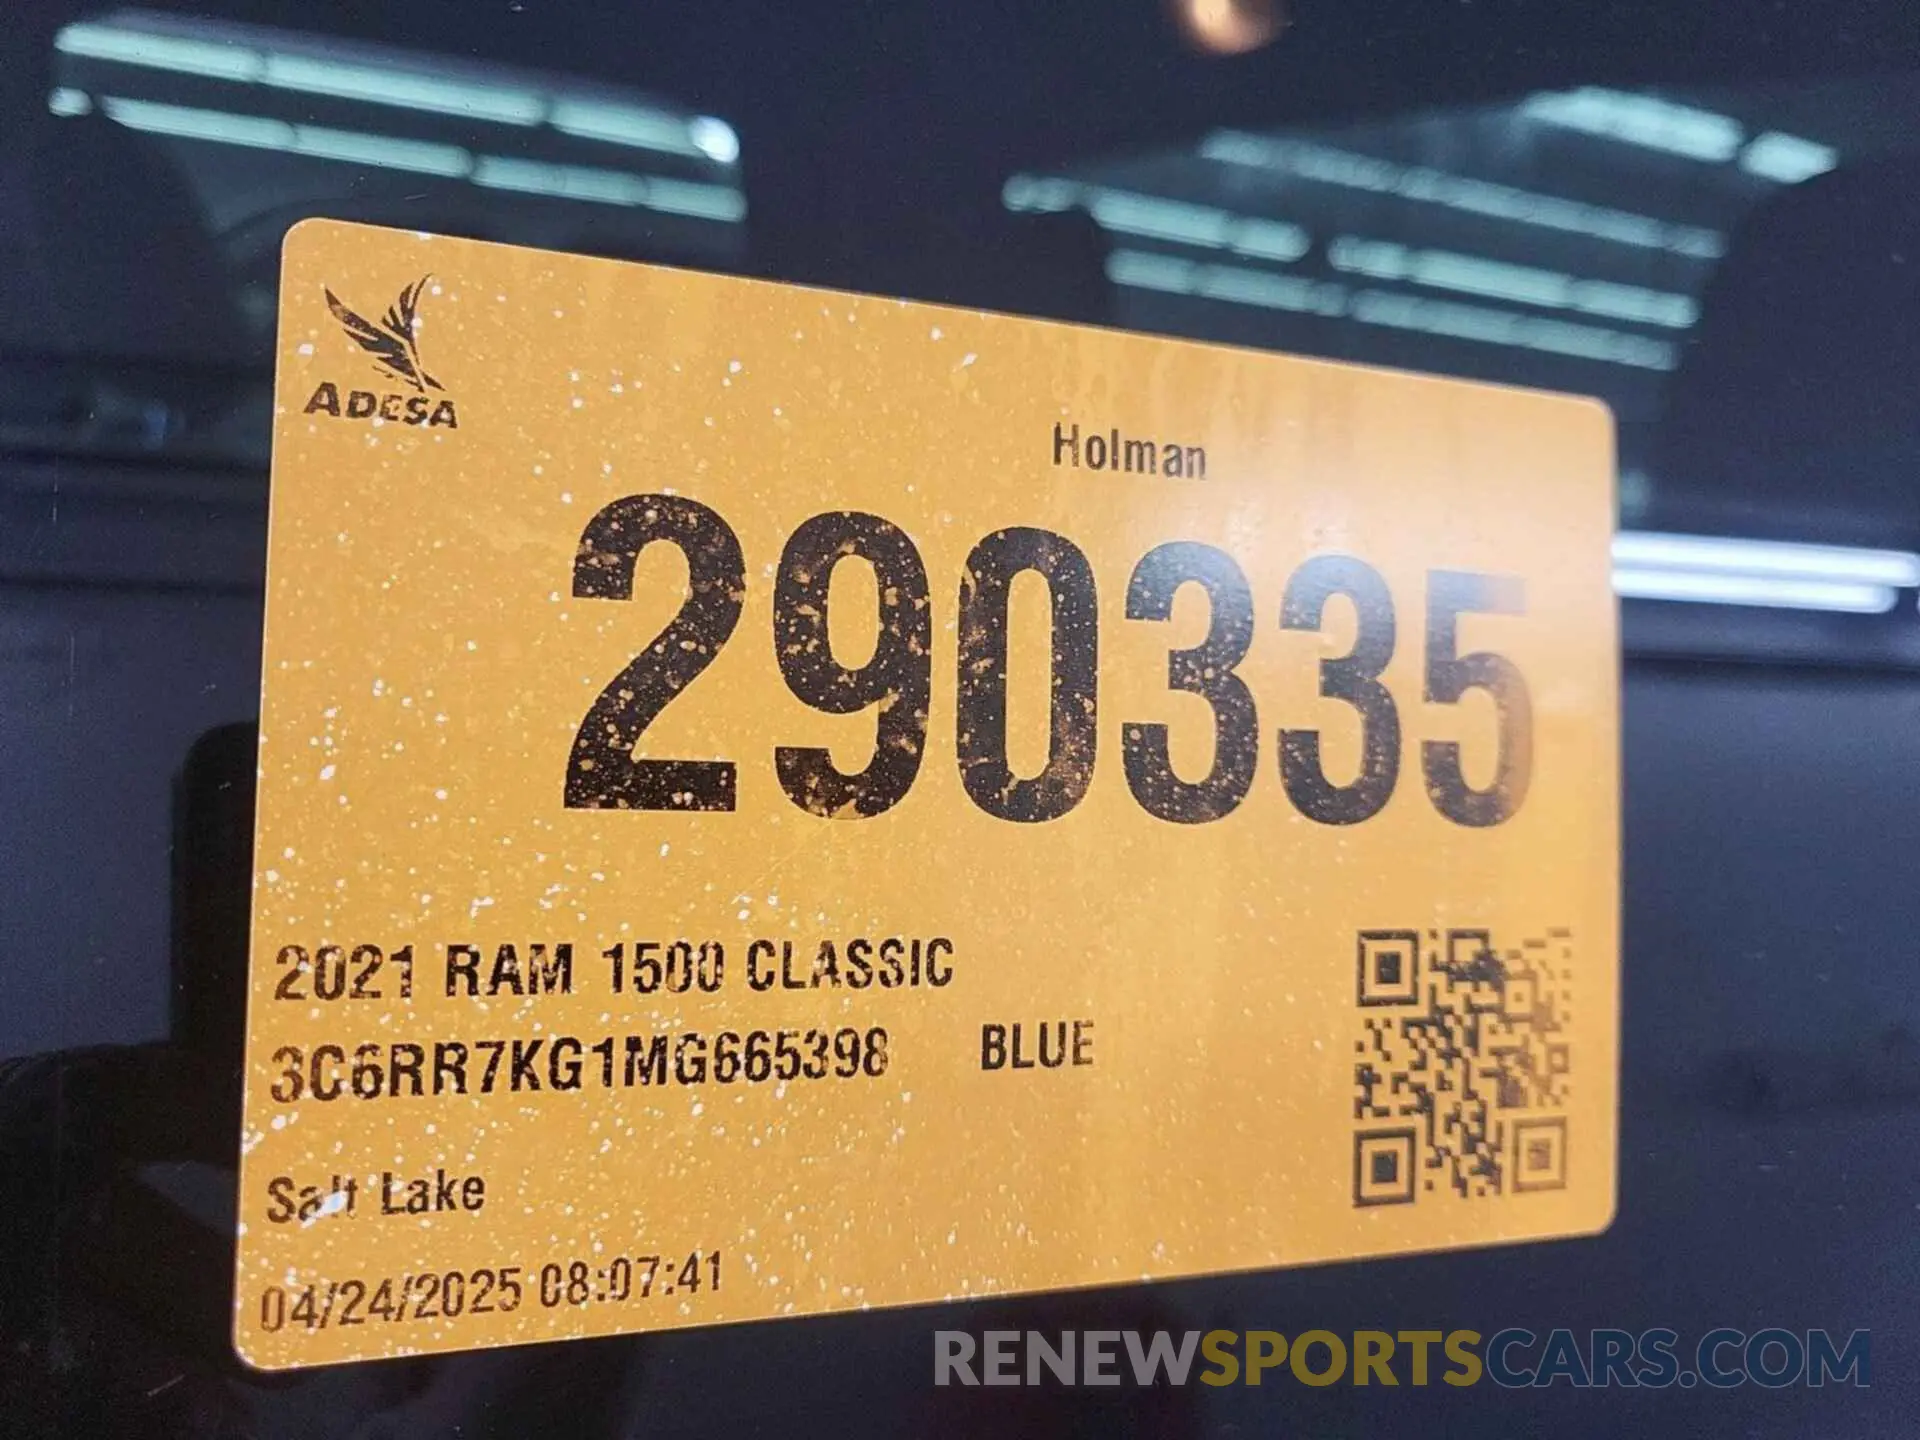 ADESA
Holman
290335
2021 RAM 1500 CLASSIC
3C6RR7KG1MG665398 BLUE
Salt Lake
04/24/2025 08:07:41
RENEWSPORTSCARS.COM